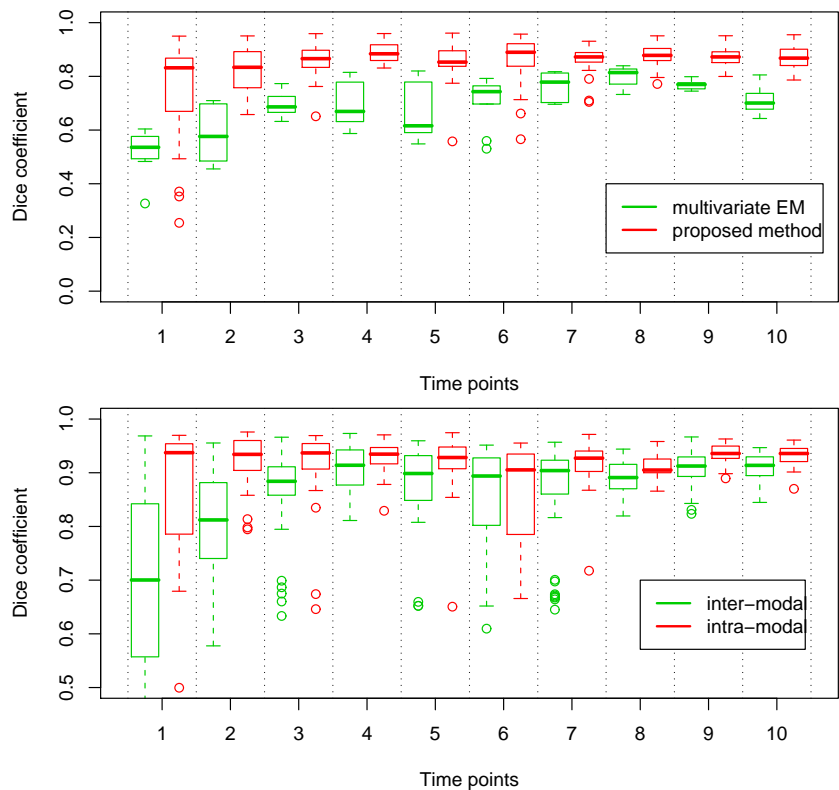 Dice coefficient
1.0
0.8
0.6
0.4
0.2
0.0
multivariate EM
proposed method
1 2 3 4 5 6 7 8 9 10
Time points
Dice coefficient
1.0
0.9
0.8
0.7
0.6
0.5
inter−modal
intra−modal
1 2 3 4 5 6 7 8 9 10
Time points